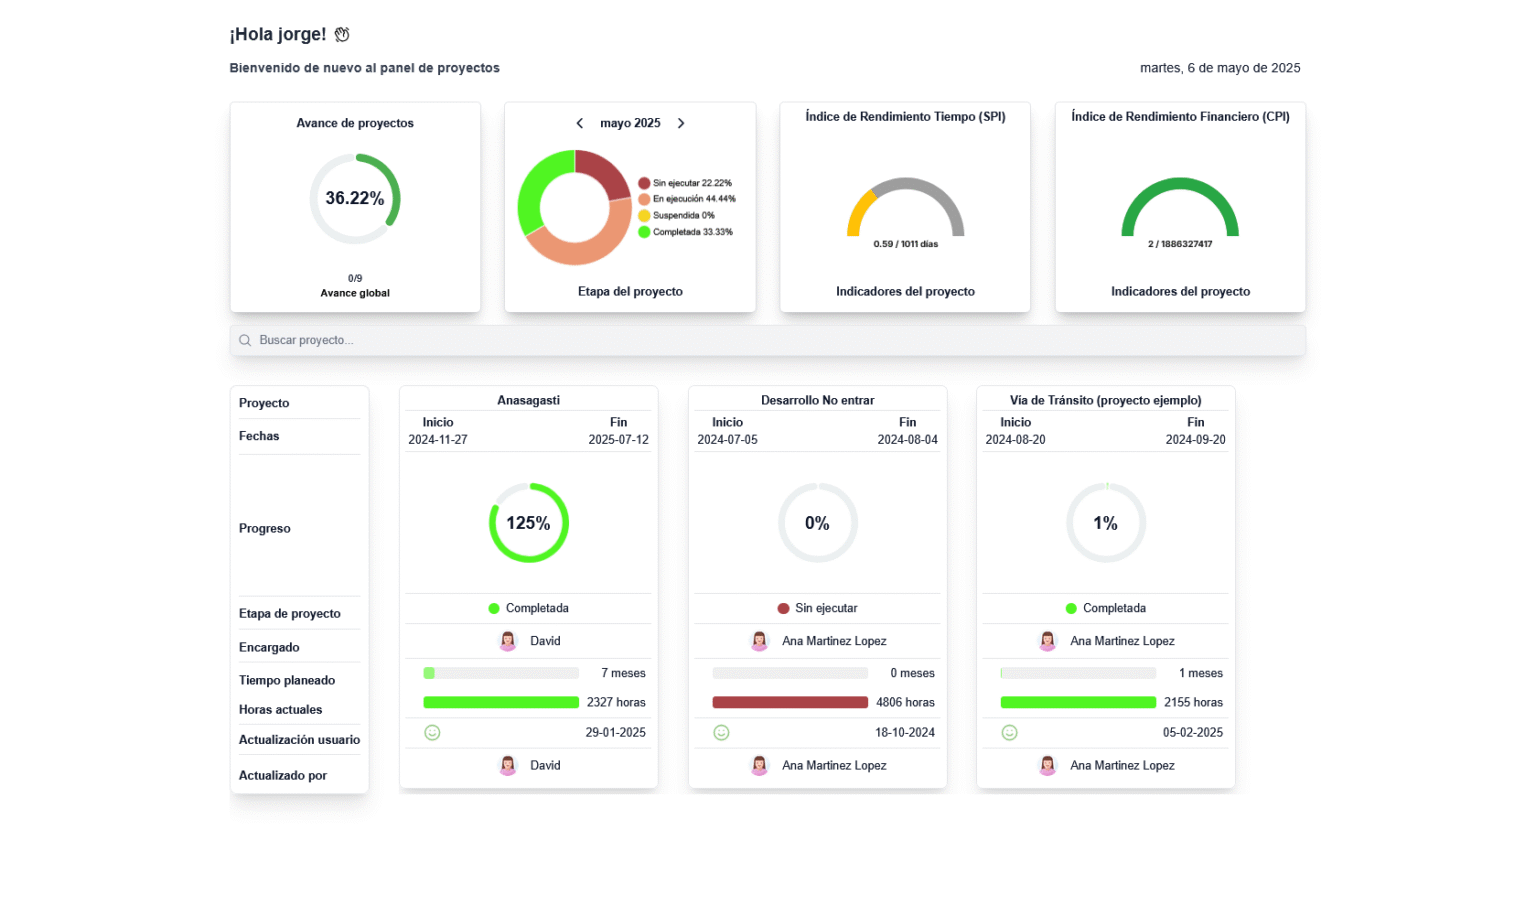 ¡Hola jorge!
Bienvenido de nuevo al panel de proyectos
martes, 6 de mayo de 2025
Avance de proyectos
36.22%
0/9
Avance global
mayo 2025
Sin ejecutar 22.22%
En ejecución 44.44%
Suspendida 0%
Completada 33.33%
Etapa del proyecto
Índice de Rendimiento Tiempo (SPI)
0.59 / 1011 días
Indicadores del proyecto
Índice de Rendimiento Financiero (CPI)
2 / 1886327417
Indicadores del proyecto
Buscar proyecto...
Proyecto
Fechas
Progreso
Etapa de proyecto
Encargado
Tiempo planeado
Horas actuales
Actualización usuario
Actualizado por
Anasagasti
Inicio Fin
2024-11-27 2025-07-12
125%
Completada
David
7 meses
2327 horas
29-01-2025
David
Desarrollo No entrar
Inicio Fin
2024-07-05 2024-08-04
0%
Sin ejecutar
Ana Martinez Lopez
0 meses
4806 horas
18-10-2024
Ana Martinez Lopez
Vía de Tránsito (proyecto ejemplo)
Inicio Fin
2024-08-20 2024-09-20
1%
Completada
Ana Martinez Lopez
1 meses
2155 horas
05-02-2025
Ana Martinez Lopez